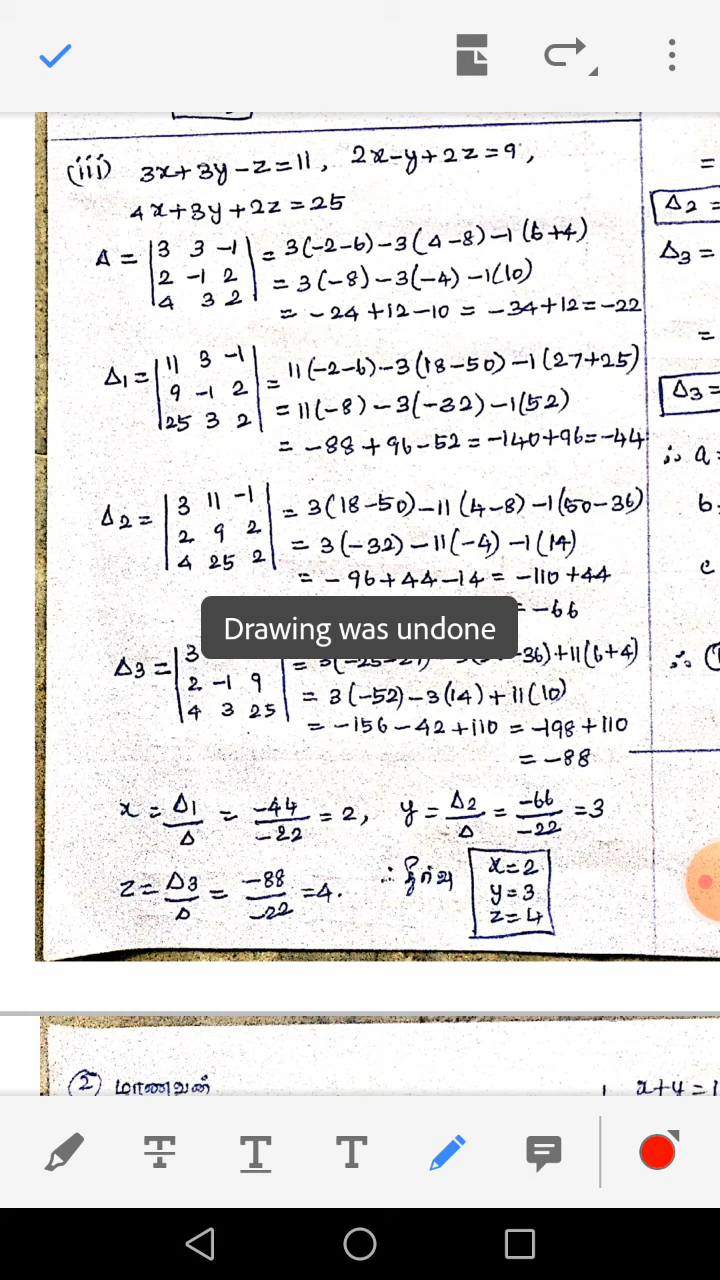 (iii) 3x+3y-z=11, 2x-y+2z=9,
4x+3y+2z=25
Δ = |3 3 -1| = 3(-2-6)-3(4-8)-1(6+4)
|2 -1 2| = 3(-8)-3(-4)-1(10)
|4 3 2| = -24+12-10 = -34+12=-22
Δ1 = |11 3 -1| = 11(-2-6)-3(18-50)-1(27+25)
|9 -1 2| = 11(-8)-3(-32)-1(52)
|25 3 2| = -88+96-52=-140+96=-44
Δ2 = |3 11 -1| = 3(18-50)-11(4-8)-1(50-36)
|2 9 2| = 3(-32)-11(-4)-1(14)
|4 25 2| = -96+44-14= -110+44
= -66
Drawing was undone
Δ3 = |3 -36)+11(6+4)
|2 -1 9| = 3(-52)-3(14)+11(10)
|4 3 25| = -156-42+110 = -198+110
= -88
x = Δ1/Δ = -44/-22 = 2, y = Δ2/Δ = -66/-22 = 3
z = Δ3/Δ = -88/-22 = 4. ∴ தீர்வு x=2
y=3
z=4
=
Δ2 =
Δ3 =
=
Δ3 =
∴ a=
b
c
∴
② மாணவன்
x+y=1
T T T